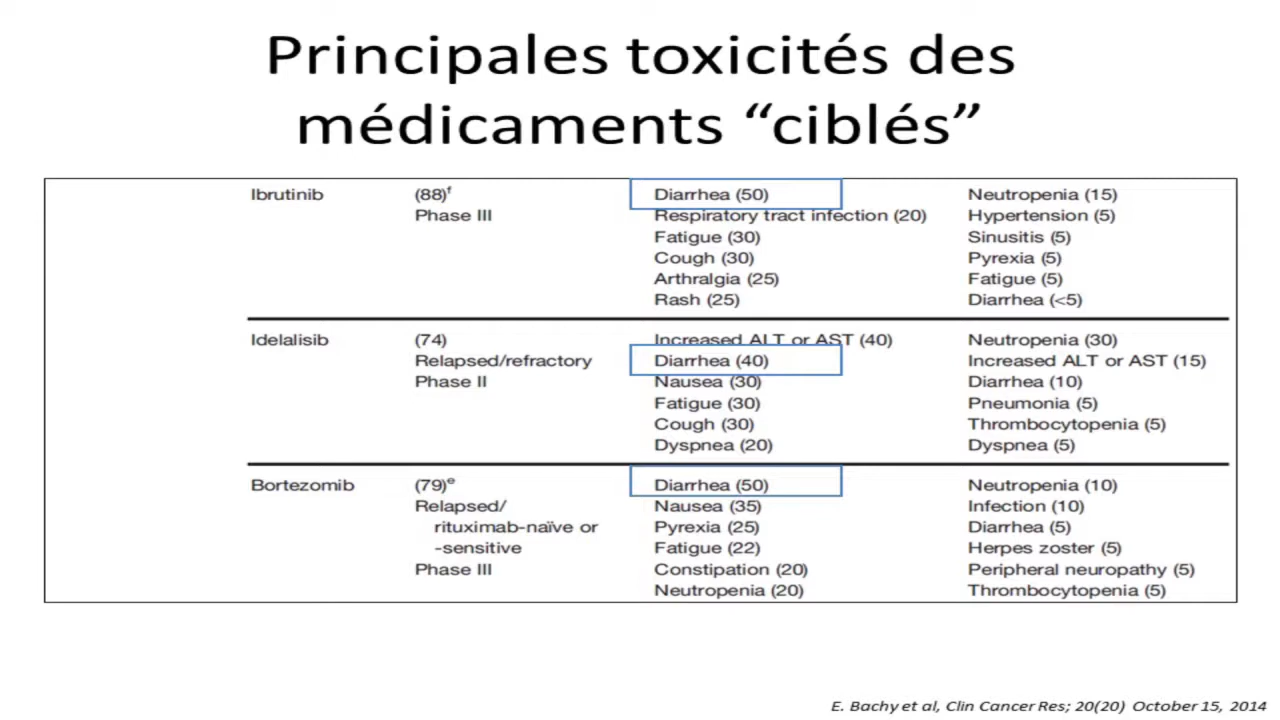 Principales toxicités des
médicaments “ciblés”
Ibrutinib (88)f Diarrhea (50) Neutropenia (15)
Phase III Respiratory tract infection (20) Hypertension (5)
Fatigue (30) Sinusitis (5)
Cough (30) Pyrexia (5)
Arthralgia (25) Fatigue (5)
Rash (25) Diarrhea (<5)
Idelalisib (74) Increased ALT or AST (40) Neutropenia (30)
Relapsed/refractory Diarrhea (40) Increased ALT or AST (15)
Phase II Nausea (30) Diarrhea (10)
Fatigue (30) Pneumonia (5)
Cough (30) Thrombocytopenia (5)
Dyspnea (20) Dyspnea (5)
Bortezomib (79)e Diarrhea (50) Neutropenia (10)
Relapsed/ Nausea (35) Infection (10)
rituximab-naïve or Pyrexia (25) Diarrhea (5)
-sensitive Fatigue (22) Herpes zoster (5)
Phase III Constipation (20) Peripheral neuropathy (5)
Neutropenia (20) Thrombocytopenia (5)
E. Bachy et al, Clin Cancer Res; 20(20) October 15, 2014